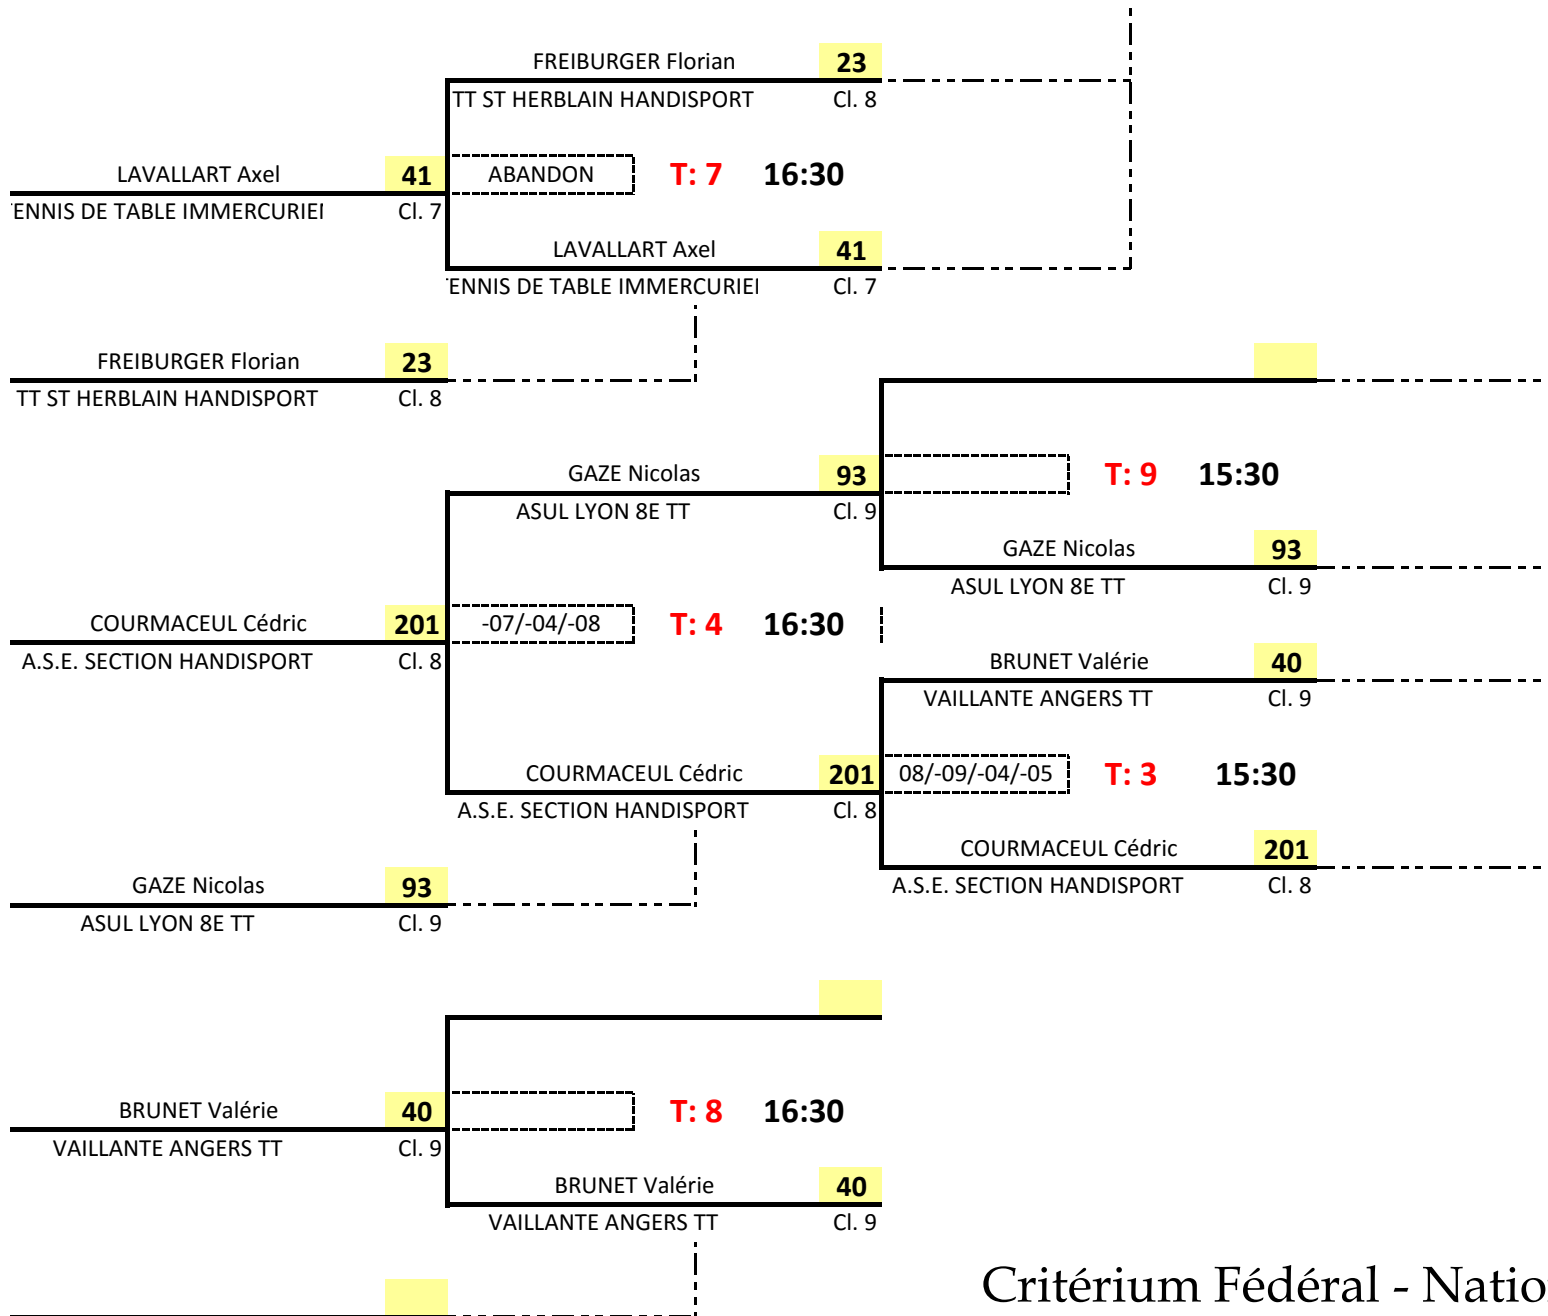 FREIBURGER Florian 23
TT ST HERBLAIN HANDISPORT Cl. 8
LAVALLART Axel 41 ABANDON T: 7 16:30
ENNIS DE TABLE IMMERCURIE Cl. 7
LAVALLART Axel 41
ENNIS DE TABLE IMMERCURIE Cl. 7
FREIBURGER Florian 23
TT ST HERBLAIN HANDISPORT Cl. 8
GAZE Nicolas 93 T: 9 15:30
ASUL LYON 8E TT Cl. 9
GAZE Nicolas 93
ASUL LYON 8E TT Cl. 9
COURMACEUL Cédric 201 -07/-04/-08 T: 4 16:30
A.S.E. SECTION HANDISPORT Cl. 8
BRUNET Valérie 40
VAILLANTE ANGERS TT Cl. 9
COURMACEUL Cédric 201 08/-09/-04/-05 T: 3 15:30
A.S.E. SECTION HANDISPORT Cl. 8
COURMACEUL Cédric 201
A.S.E. SECTION HANDISPORT Cl. 8
GAZE Nicolas 93
ASUL LYON 8E TT Cl. 9
BRUNET Valérie 40 T: 8 16:30
VAILLANTE ANGERS TT Cl. 9
BRUNET Valérie 40
VAILLANTE ANGERS TT Cl. 9
Critérium Fédéral - Natio